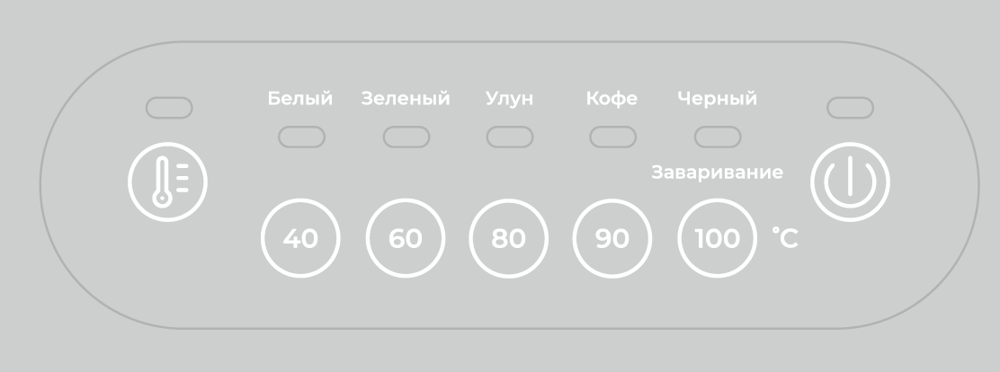 Белый Зеленый Улун Кофе Черный
Заваривание
40 60 80 90 100 °C